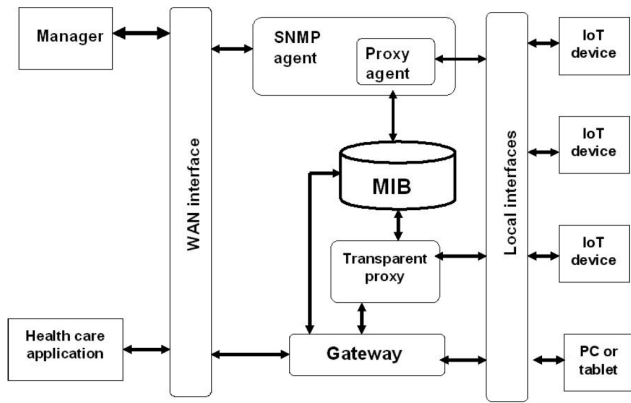 Manager
SNMP
agent
Proxy
agent
IoT
device
WAN interface
Local interfaces
IoT
device
MIB
IoT
device
Transparent
proxy
Health care
application
Gateway
PC or
tablet